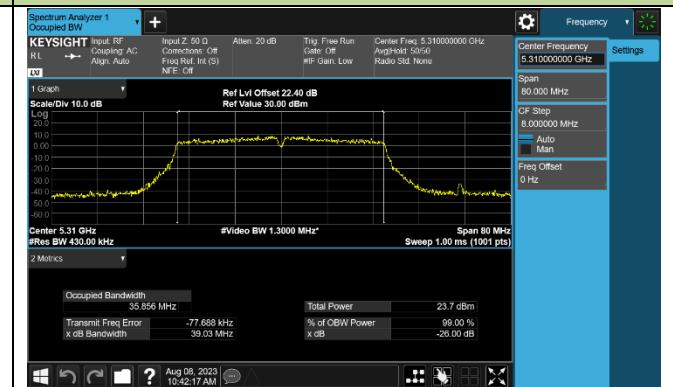 Spectrum Analyzer 1
Occupied BW
Frequency
KEYSIGHT
RL
LXI
Input: RF
Coupling: AC
Align: Auto
Input Z: 50 Ω
Corrections: Off
Freq Ref: Int (S)
NFE: Off
Atten: 20 dB
Trig: Free Run
Gate: Off
#IF Gain: Low
Center Freq: 5.310000000 GHz
Avg|Hold: 50/50
Radio Std: None
Center Frequency
5.310000000 GHz
Settings
Span
80.000 MHz
CF Step
8.000000 MHz
Auto
Man
Freq Offset
0 Hz
1 Graph
Scale/Div 10.0 dB
Ref Lvl Offset 22.40 dB
Ref Value 30.00 dBm
Log
20.0
10.0
0.00
-10.0
-20.0
-30.0
-40.0
-50.0
-60.0
Center 5.31 GHz
#Res BW 430.00 kHz
#Video BW 1.3000 MHz*
Span 80 MHz
Sweep 1.00 ms (1001 pts)
2 Metrics
Occupied Bandwidth
35.856 MHz
Total Power 23.7 dBm
Transmit Freq Error -77.688 kHz
% of OBW Power 99.00 %
x dB Bandwidth 39.03 MHz
x dB -26.00 dB
?
Aug 08, 2023
10:42:17 AM